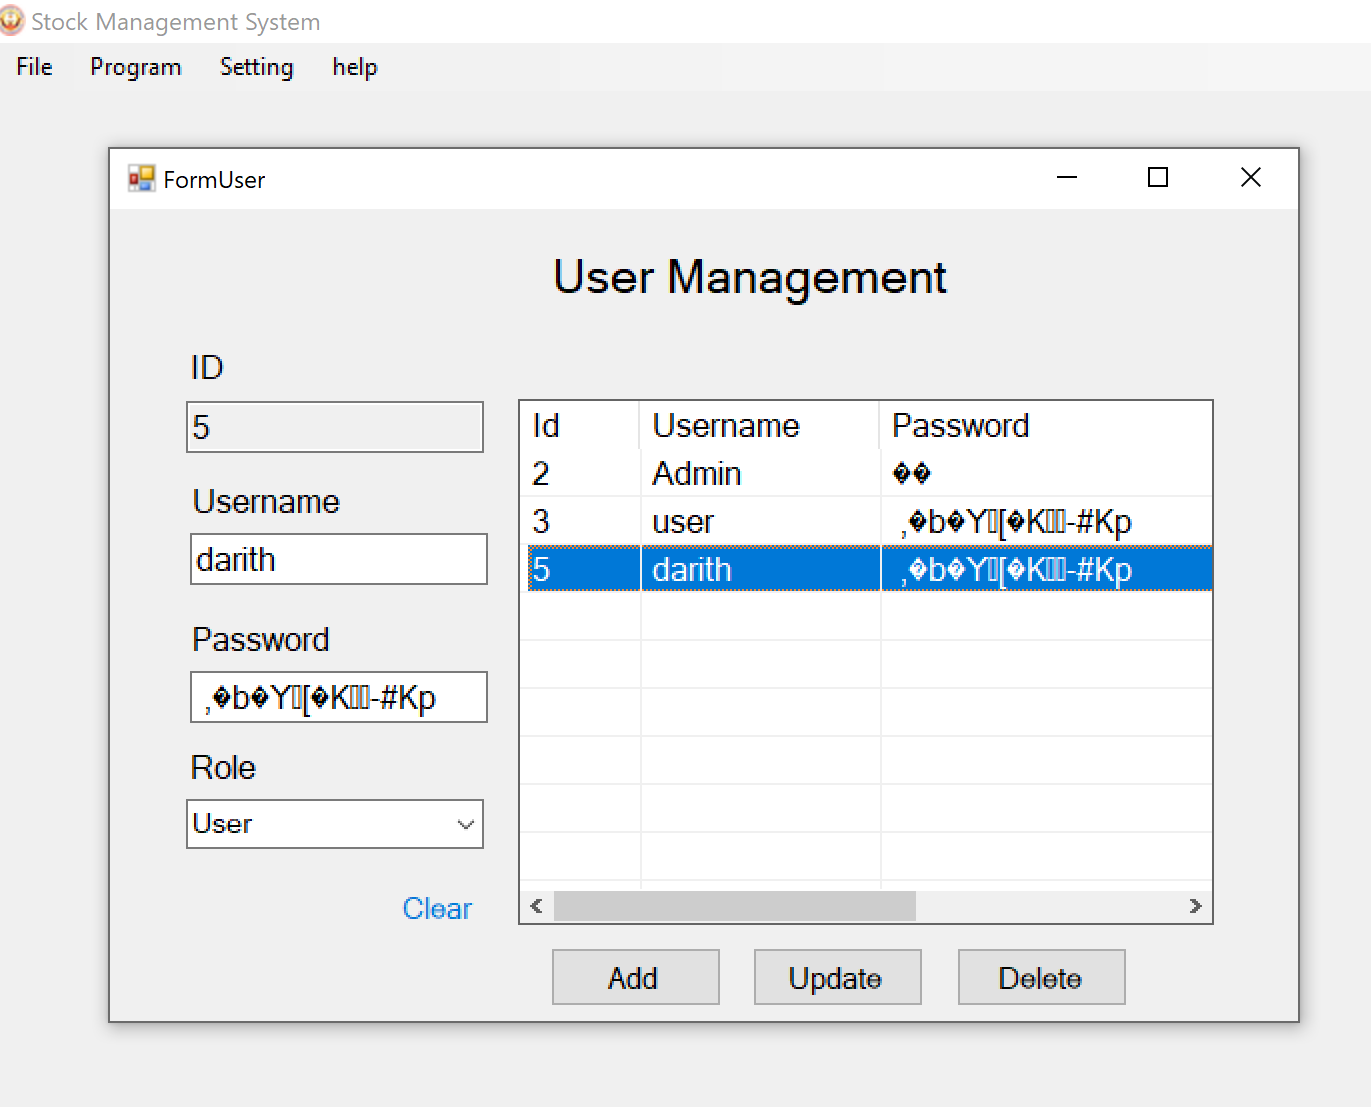 Stock Management System
File Program Setting help
FormUser
User Management
ID
5
Username
darith
Password
,�b�Y▯[�K▯▯-#Kp
Role
User
Clear
Id Username Password
2 Admin ��
3 user ,�b�Y▯[�K▯▯-#Kp
5 darith ,�b�Y▯[�K▯▯-#Kp
Add Update Delete